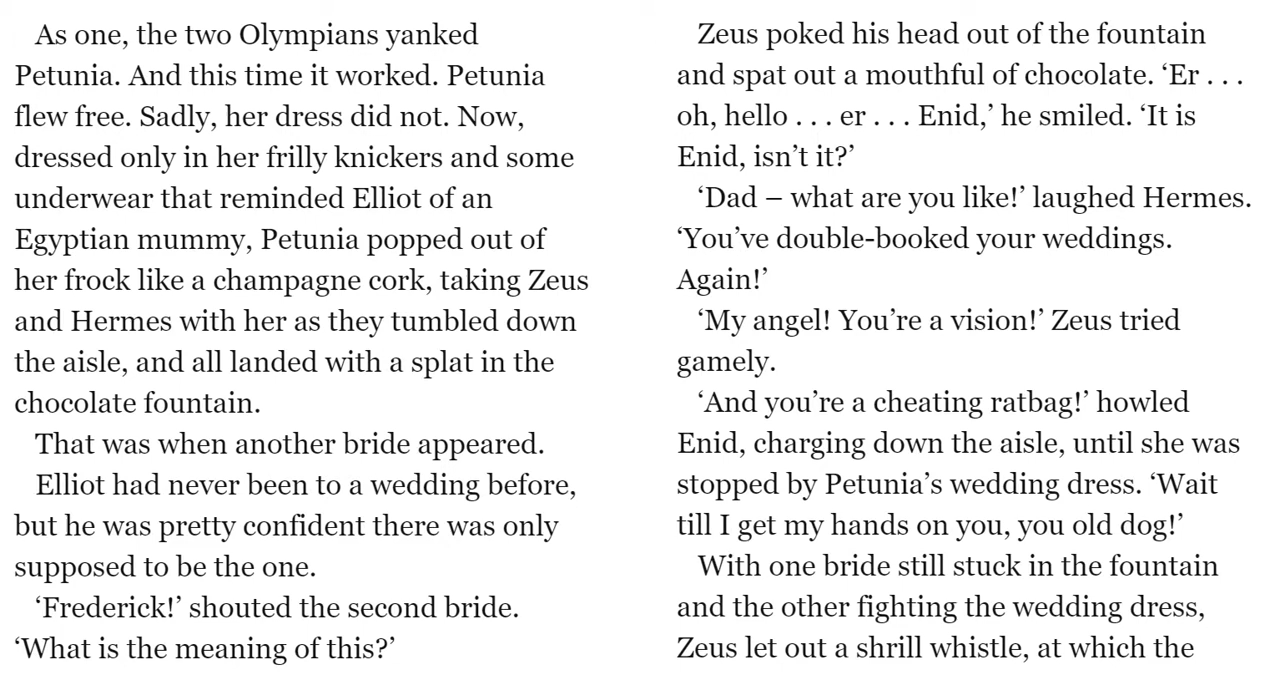 As one, the two Olympians yanked
Petunia. And this time it worked. Petunia
flew free. Sadly, her dress did not. Now,
dressed only in her frilly knickers and some
underwear that reminded Elliot of an
Egyptian mummy, Petunia popped out of
her frock like a champagne cork, taking Zeus
and Hermes with her as they tumbled down
the aisle, and all landed with a splat in the
chocolate fountain.
That was when another bride appeared.
Elliot had never been to a wedding before,
but he was pretty confident there was only
supposed to be the one.
‘Frederick!’ shouted the second bride.
‘What is the meaning of this?’
Zeus poked his head out of the fountain
and spat out a mouthful of chocolate. ‘Er . . .
oh, hello . . . er . . . Enid,’ he smiled. ‘It is
Enid, isn’t it?’
‘Dad – what are you like!’ laughed Hermes.
‘You’ve double-booked your weddings.
Again!’
‘My angel! You’re a vision!’ Zeus tried
gamely.
‘And you’re a cheating ratbag!’ howled
Enid, charging down the aisle, until she was
stopped by Petunia’s wedding dress. ‘Wait
till I get my hands on you, you old dog!’
With one bride still stuck in the fountain
and the other fighting the wedding dress,
Zeus let out a shrill whistle, at which the